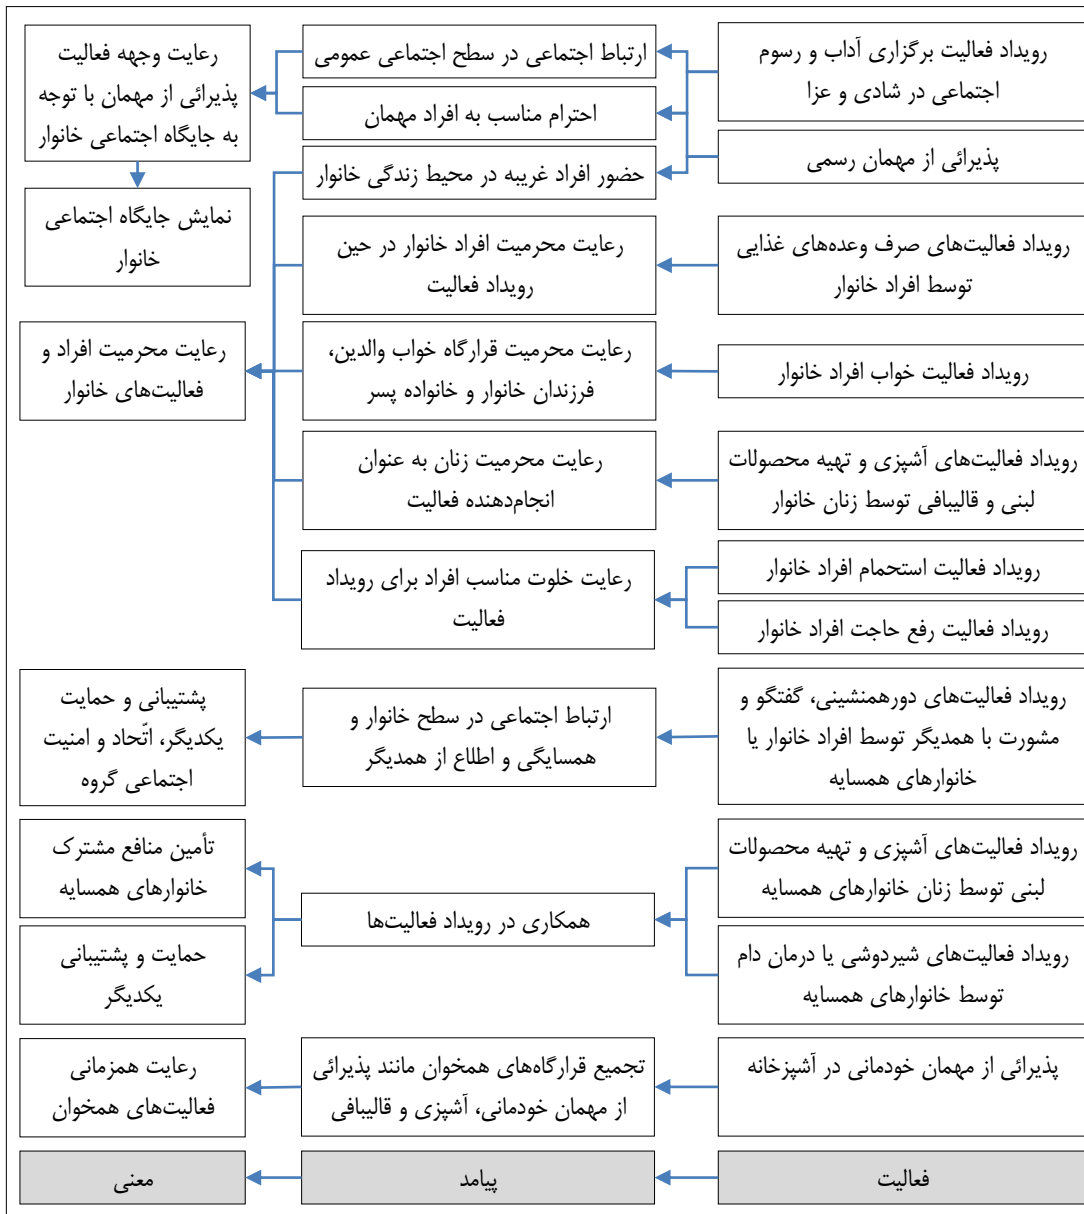 رویداد فعالیت برگزاری آداب و رسوم
اجتماعی در شادی و عزا
پذیرائی از مهمان رسمی
ارتباط اجتماعی در سطح اجتماعی عمومی
احترام مناسب به افراد مهمان
حضور افراد غریبه در محیط زندگی خانوار
رعایت وجهه فعالیت
پذیرائی از مهمان با توجه
به جایگاه اجتماعی خانوار
نمایش جایگاه اجتماعی
خانوار
رویداد فعالیت‌های صرف وعده‌های غذایی
توسط افراد خانوار
رعایت محرمیت افراد خانوار در حین
رویداد فعالیت
رویداد فعالیت خواب افراد خانوار
رعایت محرمیت قرارگاه خواب والدین،
فرزندان خانوار و خانواده پسر
رعایت محرمیت افراد و
فعالیت‌های خانوار
رویداد فعالیت‌های آشپزی و تهیه محصولات
لبنی و قالیبافی توسط زنان خانوار
رعایت محرمیت زنان به عنوان
انجام‌دهنده فعالیت
رویداد فعالیت استحمام افراد خانوار
رویداد فعالیت رفع حاجت افراد خانوار
رعایت خلوت مناسب افراد برای رویداد
فعالیت
رویداد فعالیت‌های دورهمنشینی، گفتگو و
مشورت با همدیگر توسط افراد خانوار یا
خانوارهای همسایه
ارتباط اجتماعی در سطح خانوار و
همسایگی و اطلاع از همدیگر
پشتیبانی و حمایت
یکدیگر، اتّحاد و امنیت
اجتماعی گروه
رویداد فعالیت‌های آشپزی و تهیه محصولات
لبنی توسط زنان خانوارهای همسایه
رویداد فعالیت‌های شیردوشی یا درمان دام
توسط خانوارهای همسایه
همکاری در رویداد فعالیت‌ها
تأمین منافع مشترک
خانوارهای همسایه
حمایت و پشتیبانی
یکدیگر
پذیرائی از مهمان خودمانی در آشپزخانه
تجمیع قرارگاه‌های همخوان مانند پذیرائی
از مهمان خودمانی، آشپزی و قالیبافی
رعایت همزمانی
فعالیت‌های همخوان
فعالیت
پیامد
معنی